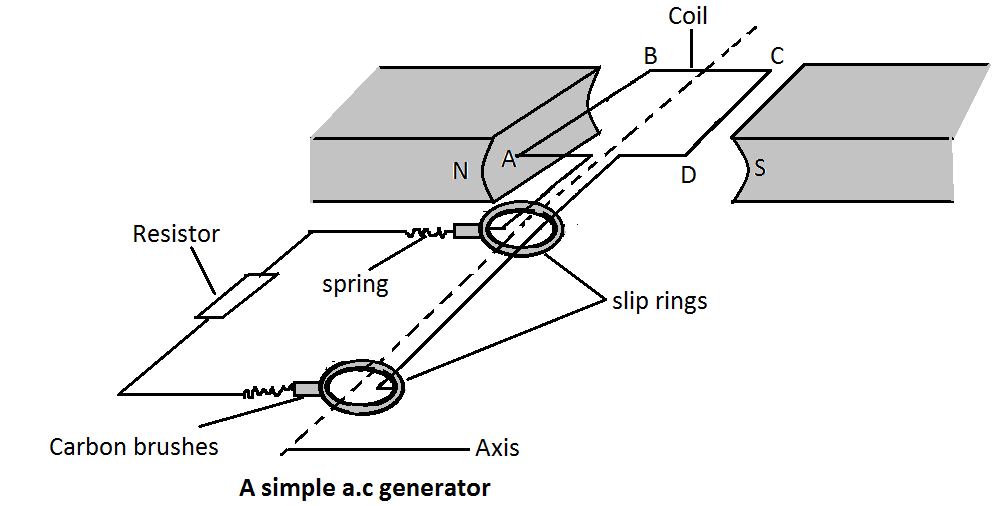 Coil
B
C
A
N
D
S
Resistor
spring
slip rings
Carbon brushes
Axis
A simple a.c generator